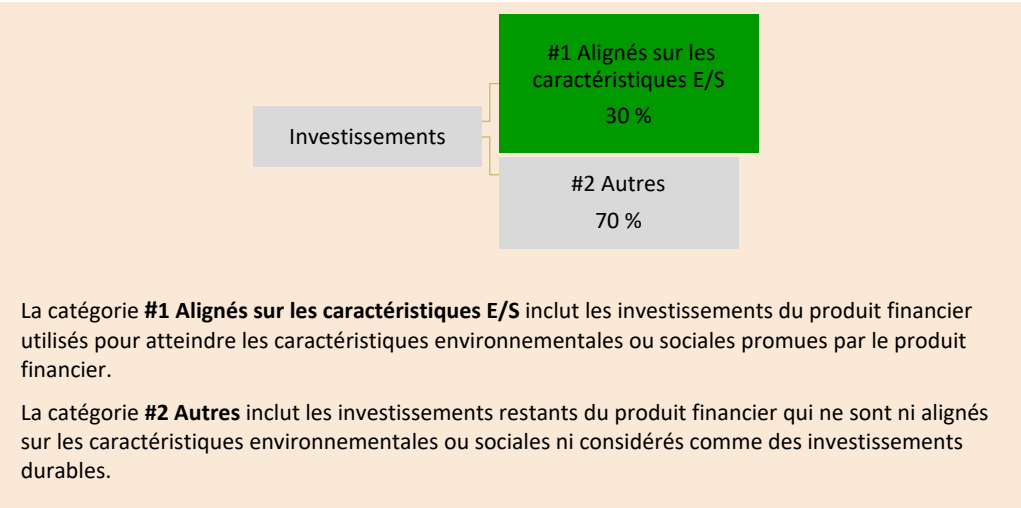 #1 Alignés sur les
caractéristiques E/S
30 %
Investissements
#2 Autres
70 %
La catégorie #1 Alignés sur les caractéristiques E/S inclut les investissements du produit financier
utilisés pour atteindre les caractéristiques environnementales ou sociales promues par le produit
financier.
La catégorie #2 Autres inclut les investissements restants du produit financier qui ne sont ni alignés
sur les caractéristiques environnementales ou sociales ni considérés comme des investissements
durables.